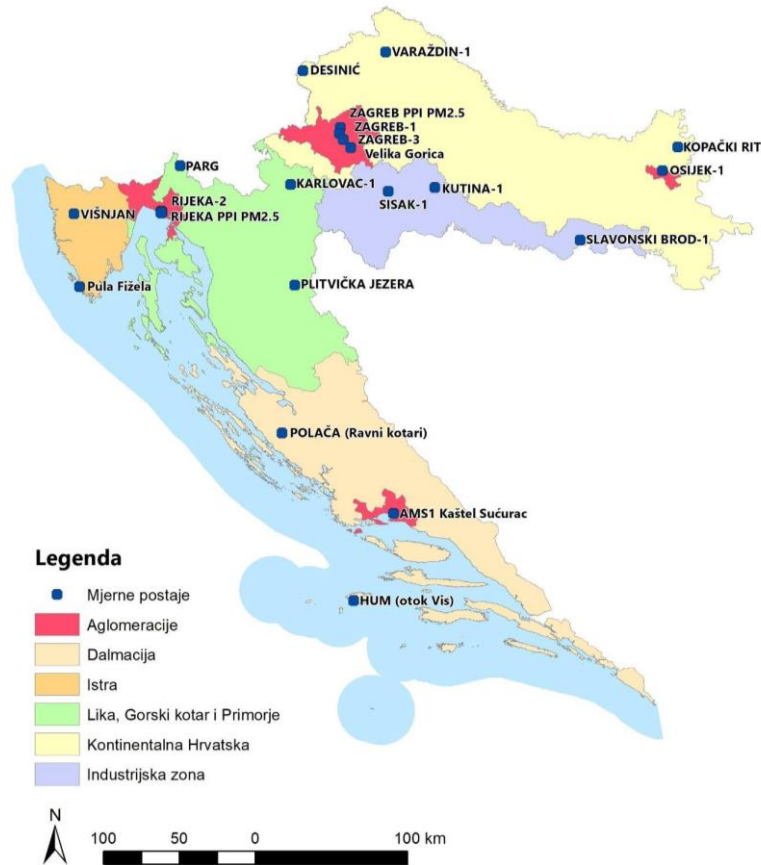 VARAŽDIN-1
DESINIĆ
ZAGREB PPI PM2.5
ZAGREB-1
ZAGREB-3
Velika Gorica
KOPAČKI RIT
OSIJEK-1
PARG
KARLOVAC-1
KUTINA-1
SISAK-1
RIJEKA-2
RIJEKA PPI PM2.5
VIŠNJAN
SLAVONSKI BROD-1
Pula Fižela
PLITVIČKA JEZERA
POLAČA (Ravni kotari)
AMS1 Kaštel Sućurac
HUM (otok Vis)
Legenda
Mjerne postaje
Aglomeracije
Dalmacija
Istra
Lika, Gorski kotar i Primorje
Kontinentalna Hrvatska
Industrijska zona
N
100 50 0 100 km